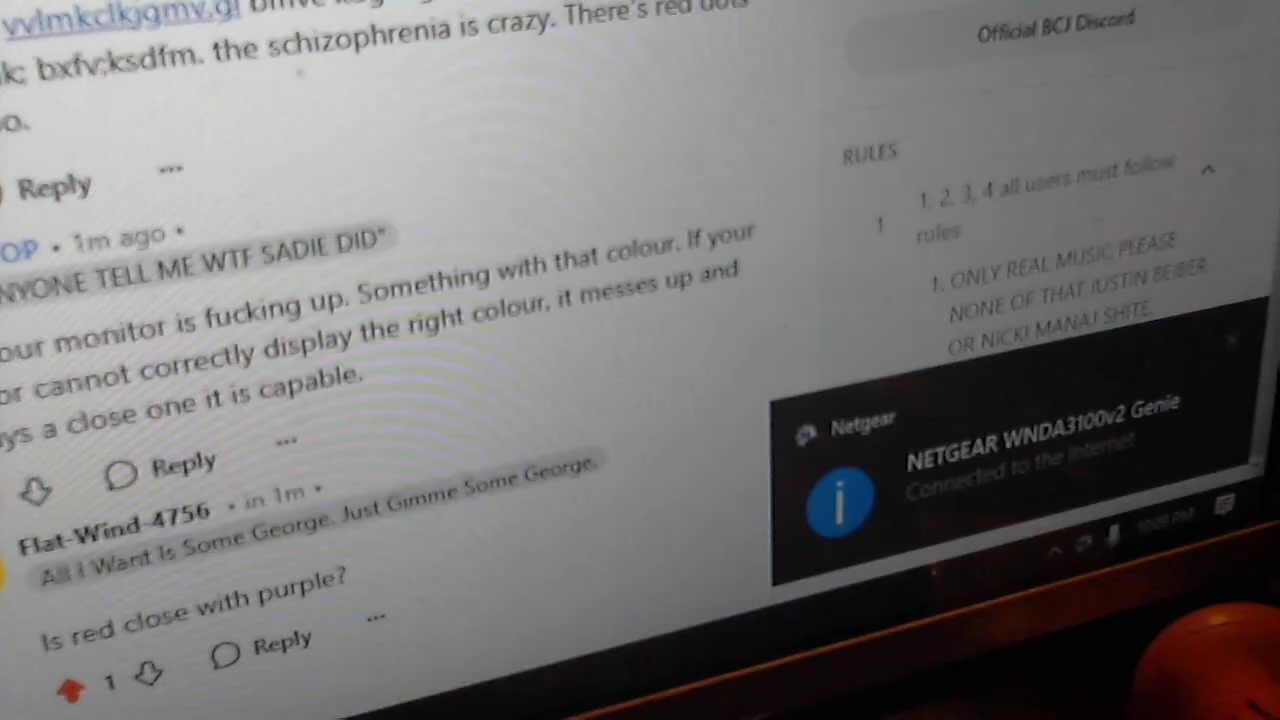 vvlmkclkjgmv,gl
k; bxfv;ksdfm. the schizophrenia is crazy. There's red dots
o.
Reply
OP • 1m ago •
NYONE TELL ME WTF SADIE DID"
our monitor is fucking up. Something with that colour. If your
or cannot correctly display the right colour, it messes up and
ys a close one it is capable.
Reply
Flat-Wind-4756 • in 1m •
All I Want Is Some George. Just Gimme Some George.
Is red close with purple?
1
Reply
Official BCJ Discord
RULES
1
1, 2, 3, 4 all users must follow
rules
1. ONLY REAL MUSIC PLEASE
NONE OF THAT JUSTIN BEIBER
OR NICKI MANAJ SHITE.
Netgear
NETGEAR WNDA3100v2 Genie
Connected to the Internet